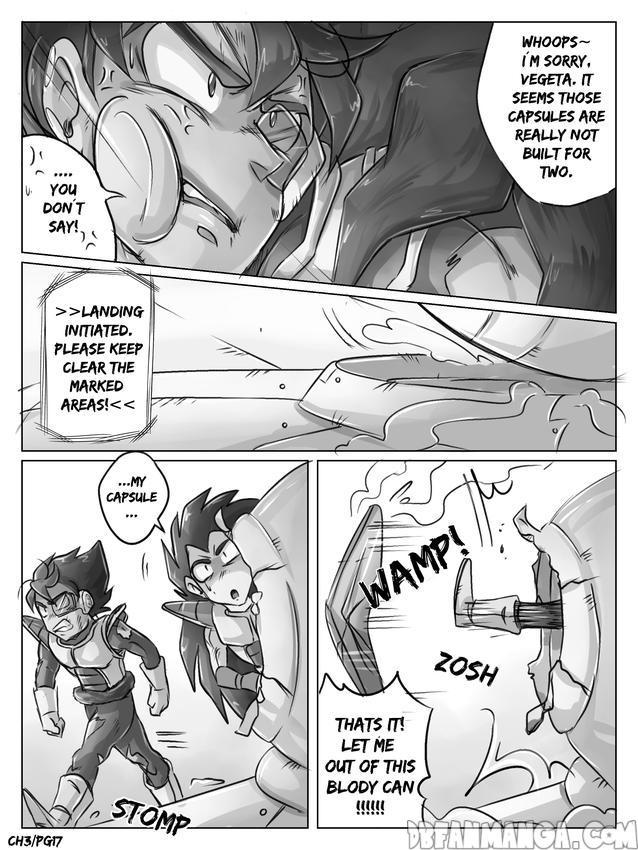 WHOOPS~
I'M SORRY,
VEGETA. IT
SEEMS THOSE
CAPSULES ARE
REALLY NOT
BUILT FOR
TWO.
....
YOU
DON'T
SAY!
>>LANDING
INITIATED.
PLEASE KEEP
CLEAR THE
MARKED
AREAS!<<
...MY
CAPSULE
...
STOMP
WAMP!
ZOSH
THATS IT!
LET ME
OUT OF THIS
BLODY CAN
!!!!!!
CH3/PG17
DBFANMANGA.COM